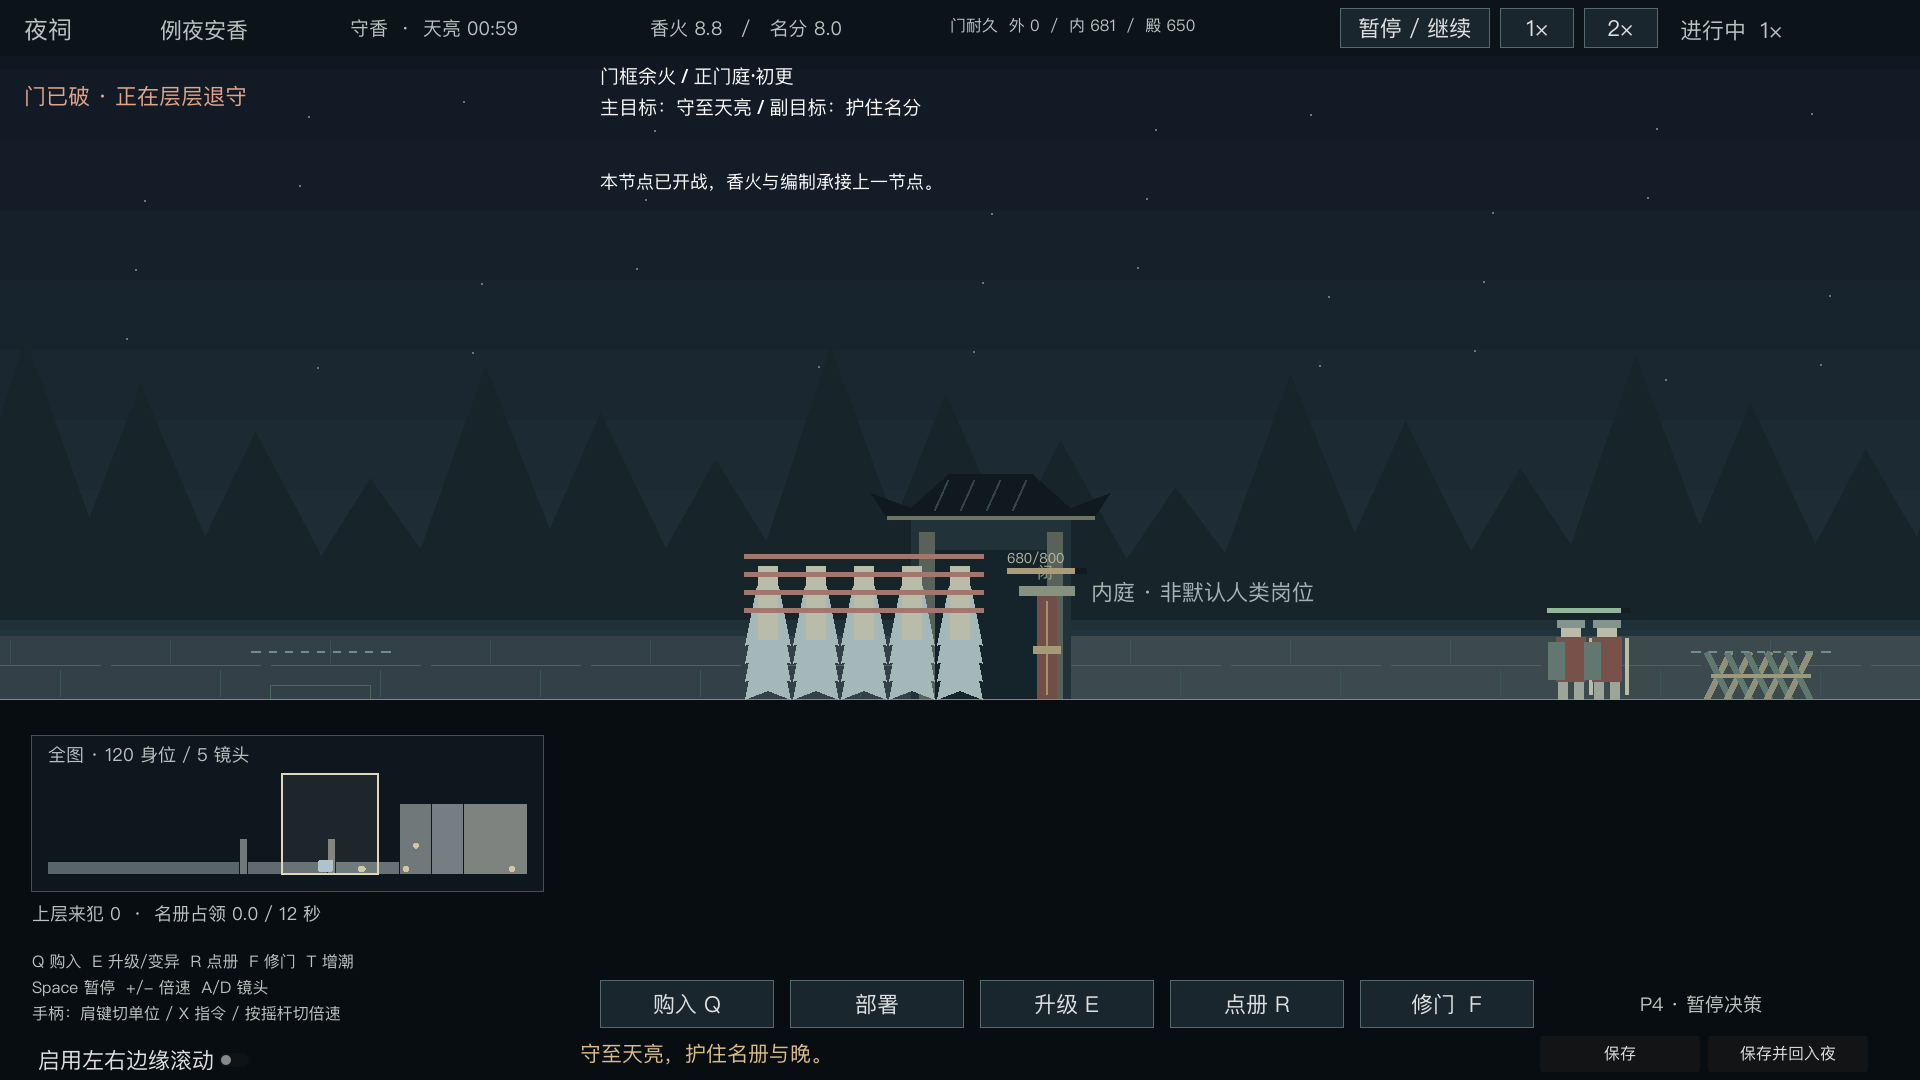 夜祠
例夜安香
守香 · 天亮 00:59
香火 8.8 / 名分 8.0
门耐久 外 0 / 内 681 / 殿 650
暂停 / 继续
1×
2×
进行中 1×
门已破 · 正在层层退守
门框余火 / 正门庭·初更
主目标：守至天亮 / 副目标：护住名分
本节点已开战，香火与编制承接上一节点。
680/800
内庭 · 非默认人类岗位
全图 · 120 身位 / 5 镜头
上层来犯 0 · 名册占领 0.0 / 12 秒
Q 购入 E 升级/变异 R 点册 F 修门 T 增潮
Space 暂停 +/− 倍速 A/D 镜头
手柄：肩键切单位 / X 指令 / 按摇杆切倍速
启用左右边缘滚动
购入 Q
部署
升级 E
点册 R
修门 F
P4 · 暂停决策
守至天亮，护住名册与晚。
保存
保存并回入夜